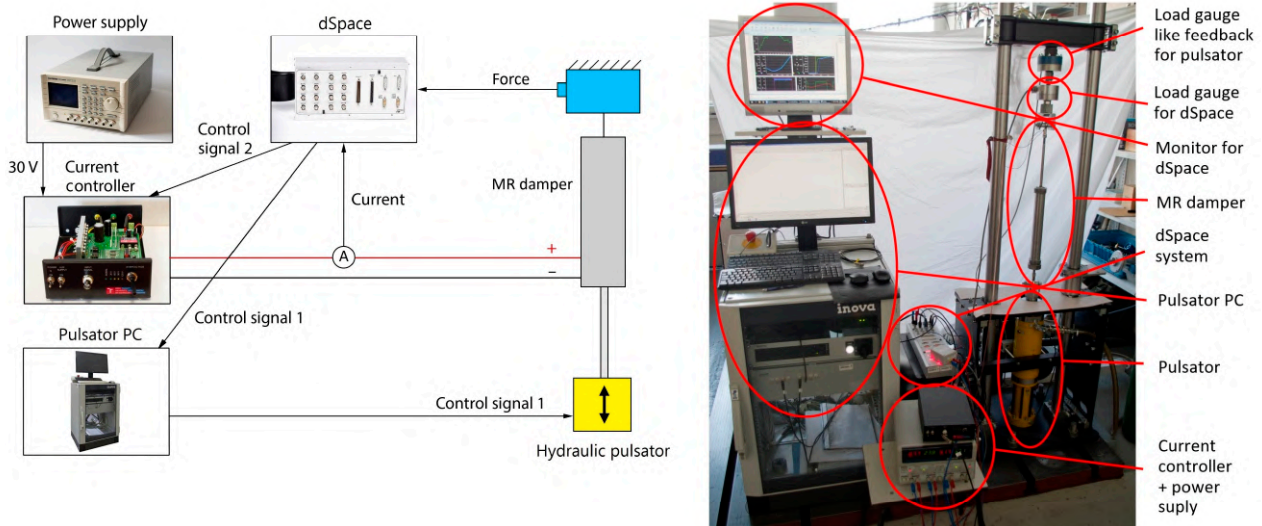 Power supply
dSpace
Force
Control
signal 2
30 V
Current
controller
Current
MR damper
A
+
−
Control signal 1
Pulsator PC
Control signal 1
Hydraulic pulsator
inova
Load gauge
like feedback
for pulsator
Load gauge
for dSpace
Monitor for
dSpace
MR damper
dSpace
system
Pulsator PC
Pulsator
Current
controller
+ power
suply